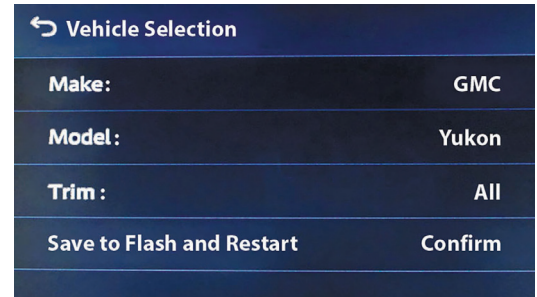 Vehicle Selection
Make: GMC
Model: Yukon
Trim: All
Save to Flash and Restart Confirm